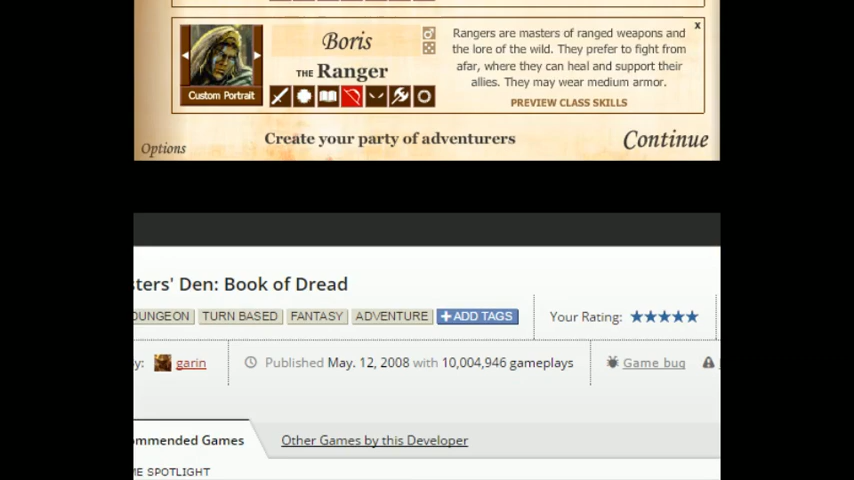 Boris
THE Ranger
Custom Portrait
Rangers are masters of ranged weapons and
the lore of the wild. They prefer to fight from
afar, where they can heal and support their
allies. They may wear medium armor.
PREVIEW CLASS SKILLS
x
Options
Create your party of adventurers
Continue
sters' Den: Book of Dread
DUNGEON TURN BASED FANTASY ADVENTURE +ADD TAGS
Your Rating:
y: garin
Published May. 12, 2008 with 10,004,946 gameplays
Game bug
ommended Games
Other Games by this Developer
ME SPOTLIGHT